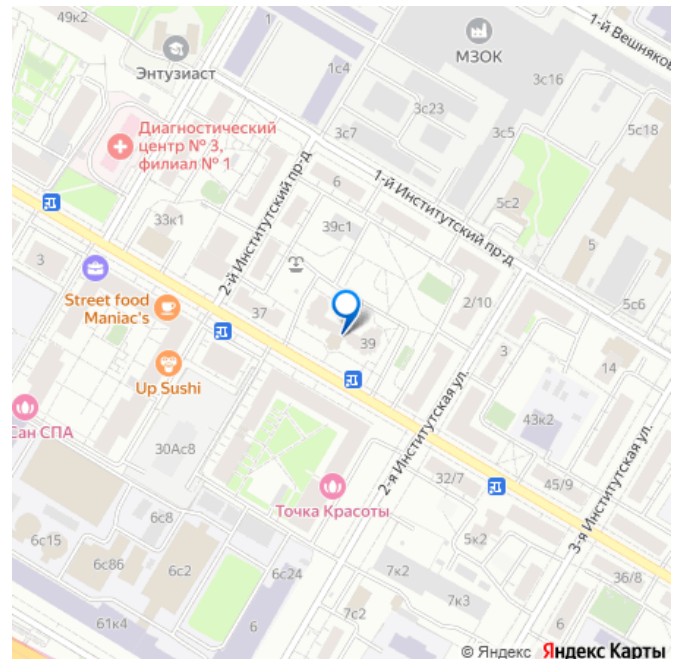 49к2
1
МЗОК
1-й Вешняков
Энтузиаст
1с4
3с16
3с23
Диагностический
центр № 3,
филиал № 1
3с7
3с5
5с18
2-й Институтский пр-д
6
1-й Институтский пр-д
5с2
33к1
39с1
5
3
Street food
Maniac's
37
2/10
5с6
39
3
14
Up Sushi
Сан СПА
2-я Институтская ул.
43к2
30Ас8
32/7
45/9
3-я Институтская ул.
Точка Красоты
6с8
6с15
5к2
6с86
6с2
6с24
7к2
36/8
7к3
61к4
6
7с2
6
© Яндекс Яндекс Карты